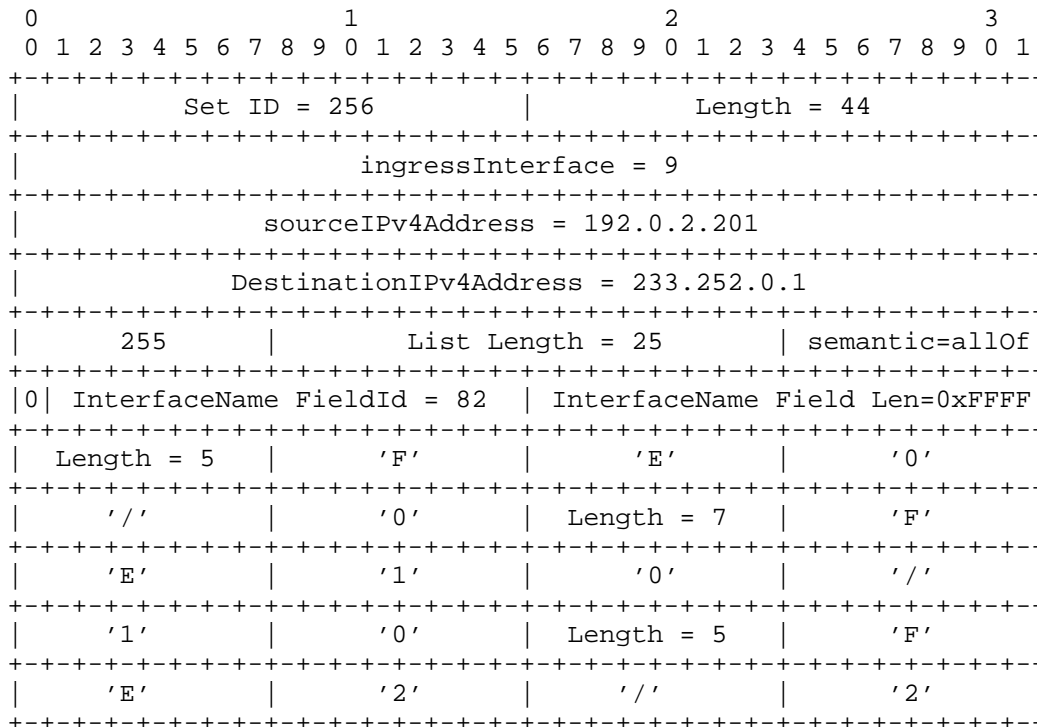 0                   1                   2                   3
 0 1 2 3 4 5 6 7 8 9 0 1 2 3 4 5 6 7 8 9 0 1 2 3 4 5 6 7 8 9 0 1
+-+-+-+-+-+-+-+-+-+-+-+-+-+-+-+-+-+-+-+-+-+-+-+-+-+-+-+-+-+-+-+-
|          Set ID = 256         |          Length = 44
+-+-+-+-+-+-+-+-+-+-+-+-+-+-+-+-+-+-+-+-+-+-+-+-+-+-+-+-+-+-+-+-
|                     ingressInterface = 9
+-+-+-+-+-+-+-+-+-+-+-+-+-+-+-+-+-+-+-+-+-+-+-+-+-+-+-+-+-+-+-+-
|               sourceIPv4Address = 192.0.2.201
+-+-+-+-+-+-+-+-+-+-+-+-+-+-+-+-+-+-+-+-+-+-+-+-+-+-+-+-+-+-+-+-
|             DestinationIPv4Address = 233.252.0.1
+-+-+-+-+-+-+-+-+-+-+-+-+-+-+-+-+-+-+-+-+-+-+-+-+-+-+-+-+-+-+-+-
|      255      |        List Length = 25       | semantic=allOf
+-+-+-+-+-+-+-+-+-+-+-+-+-+-+-+-+-+-+-+-+-+-+-+-+-+-+-+-+-+-+-+-
|0| InterfaceName FieldId = 82  | InterfaceName Field Len=0xFFFF
+-+-+-+-+-+-+-+-+-+-+-+-+-+-+-+-+-+-+-+-+-+-+-+-+-+-+-+-+-+-+-+-
|  Length = 5   |      'F'      |      'E'      |      '0'
+-+-+-+-+-+-+-+-+-+-+-+-+-+-+-+-+-+-+-+-+-+-+-+-+-+-+-+-+-+-+-+-
|      '/'      |      '0'      |  Length = 7   |      'F'
+-+-+-+-+-+-+-+-+-+-+-+-+-+-+-+-+-+-+-+-+-+-+-+-+-+-+-+-+-+-+-+-
|      'E'      |      '1'      |      '0'      |      '/'
+-+-+-+-+-+-+-+-+-+-+-+-+-+-+-+-+-+-+-+-+-+-+-+-+-+-+-+-+-+-+-+-
|      '1'      |      '0'      |  Length = 5   |      'F'
+-+-+-+-+-+-+-+-+-+-+-+-+-+-+-+-+-+-+-+-+-+-+-+-+-+-+-+-+-+-+-+-
|      'E'      |      '2'      |     '/'       |      '2'
+-+-+-+-+-+-+-+-+-+-+-+-+-+-+-+-+-+-+-+-+-+-+-+-+-+-+-+-+-+-+-+-